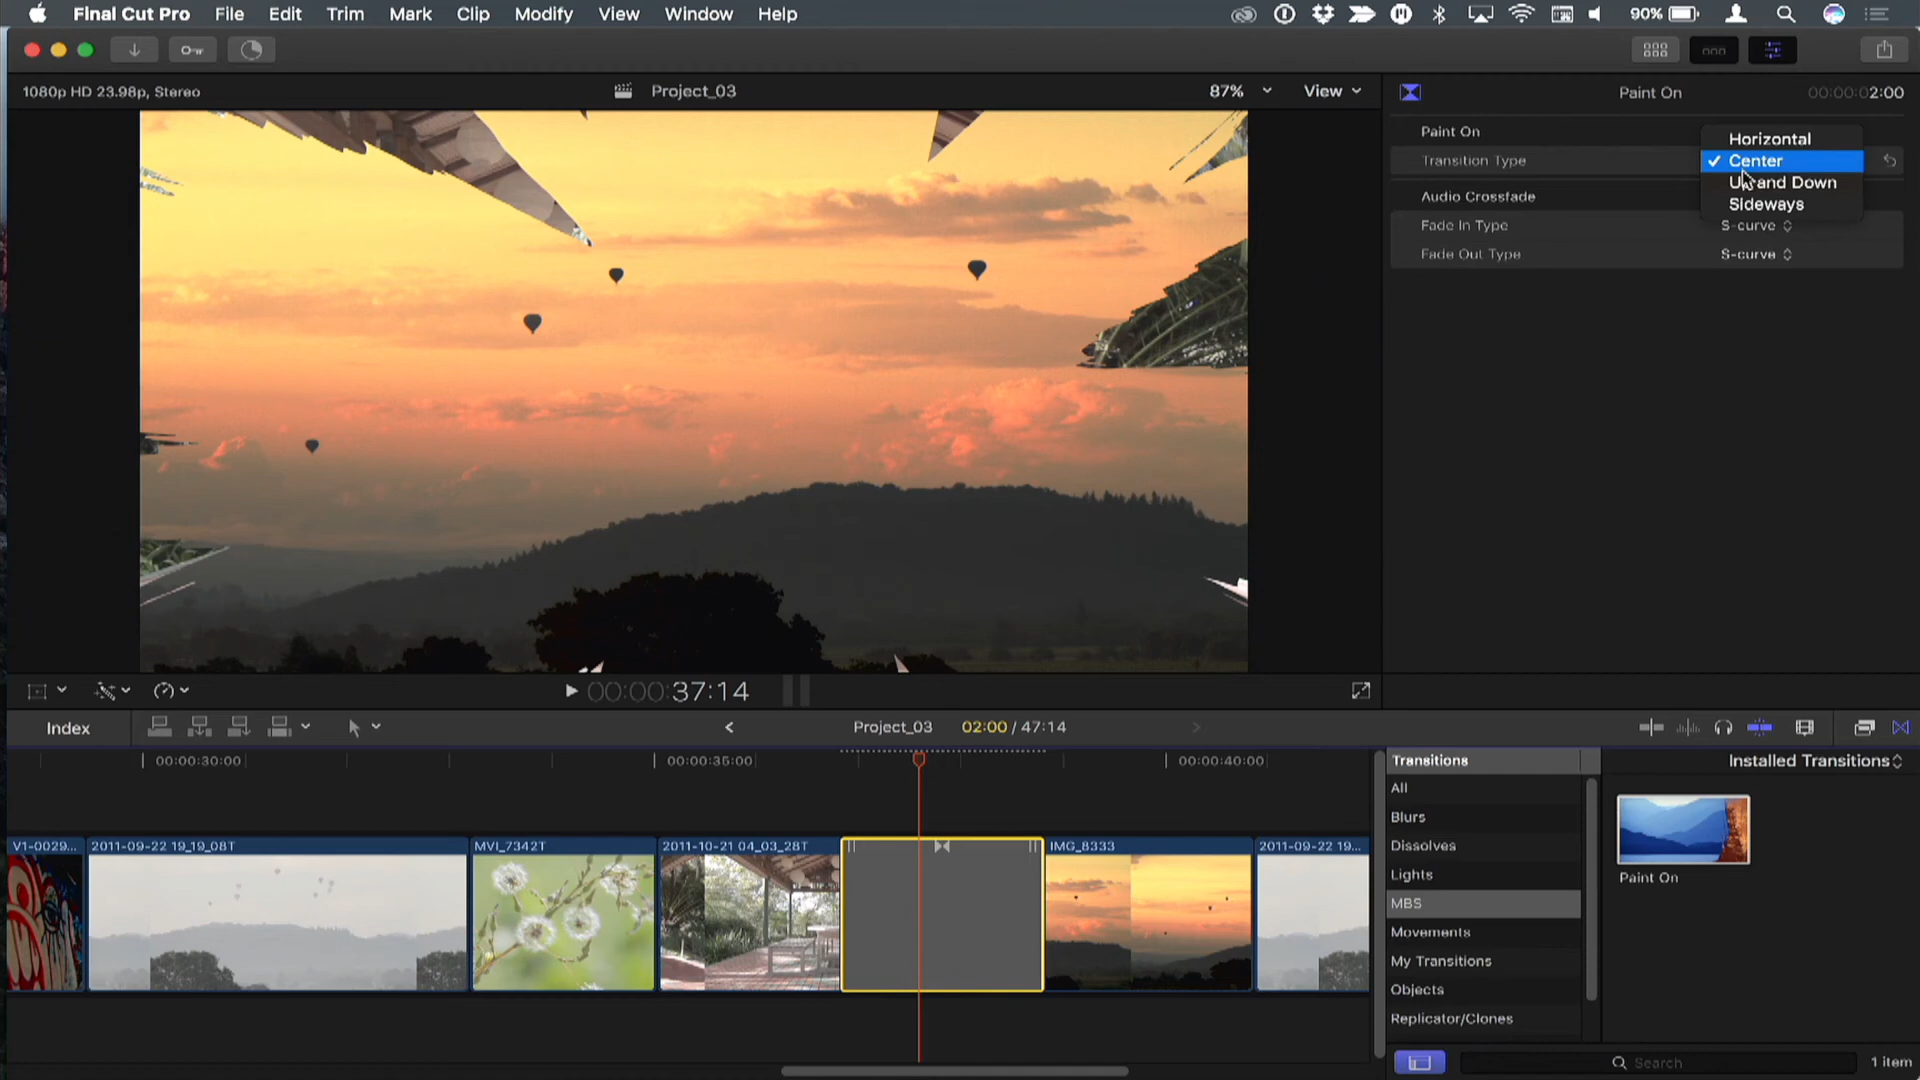 Final Cut Pro File Edit Trim Mark Clip Modify View Window Help 90%
1080p HD 23.98p, Stereo Project_03 87% View Paint On 00:00:02:00
Paint On
Horizontal
Transition Type Center
Up and Down
Audio Crossfade
Sideways
Fade In Type S-curve
Fade Out Type S-curve
00:00:00:37:14
Index Project_03 02:00 / 47:14
00:00:30:00 00:00:35:00 00:00:40:00
Transitions Installed Transitions
All
Blurs
V1-0029... 2011-09-22 19_19_08T MVI_7342T 2011-10-21 04_03_28T IMG_8333 2011-09-22 19...
Dissolves
Lights
Paint On
MBS
Movements
My Transitions
Objects
Replicator/Clones
Search 1 item